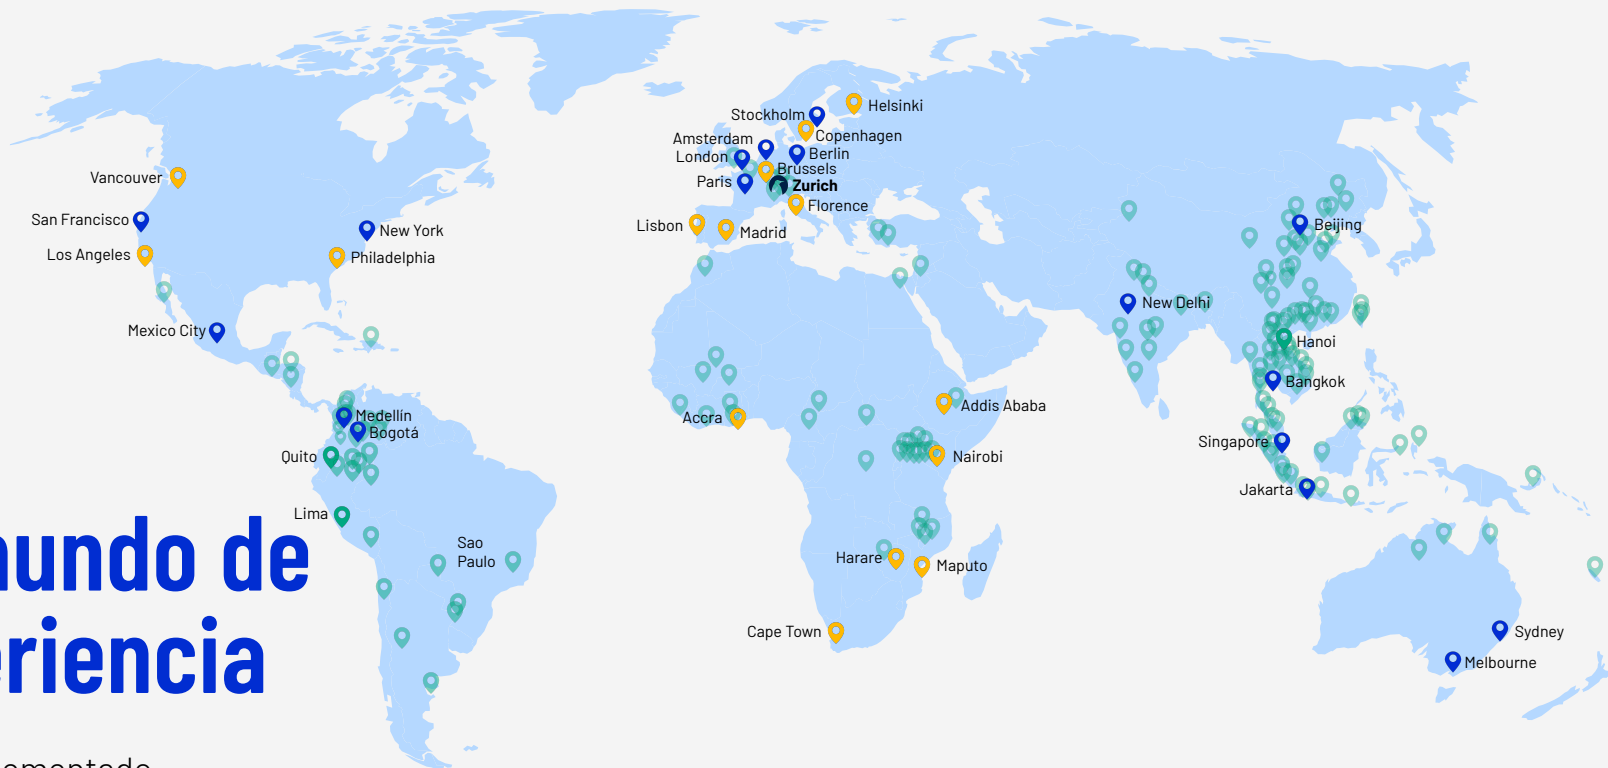 Stockholm
Helsinki
Copenhagen
Amsterdam
London
Berlin
Brussels
Paris
Zurich
Florence
Lisbon
Madrid
Vancouver
San Francisco
Los Angeles
New York
Philadelphia
Mexico City
Medellín
Bogotá
Quito
Lima
Sao
Paulo
Accra
Addis Ababa
Nairobi
Harare
Maputo
Cape Town
Beijing
New Delhi
Hanoi
Bangkok
Singapore
Jakarta
Sydney
Melbourne
undo de
riencia